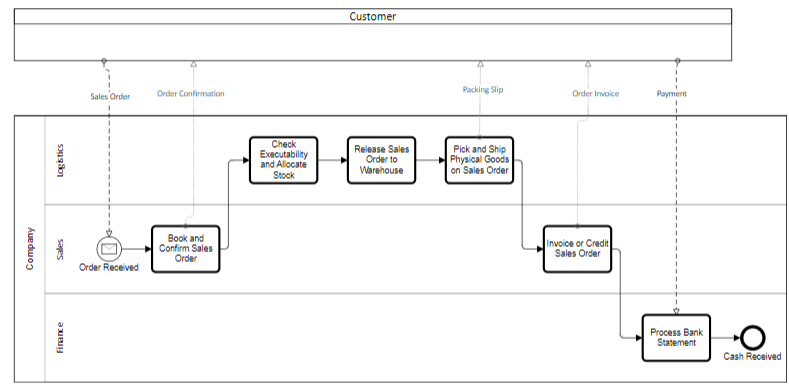 Customer
Sales Order
Order Confirmation
Packing Slip
Order Invoice
Payment
Company
Logistics
Check
Executability
and Allocate
Stock
Release Sales
Order to
Warehouse
Pick and Ship
Physical Goods
on Sales Order
Sales
Order Received
Book and
Confirm Sales
Order
Invoice or Credit
Sales Order
Finance
Process Bank
Statement
Cash Received